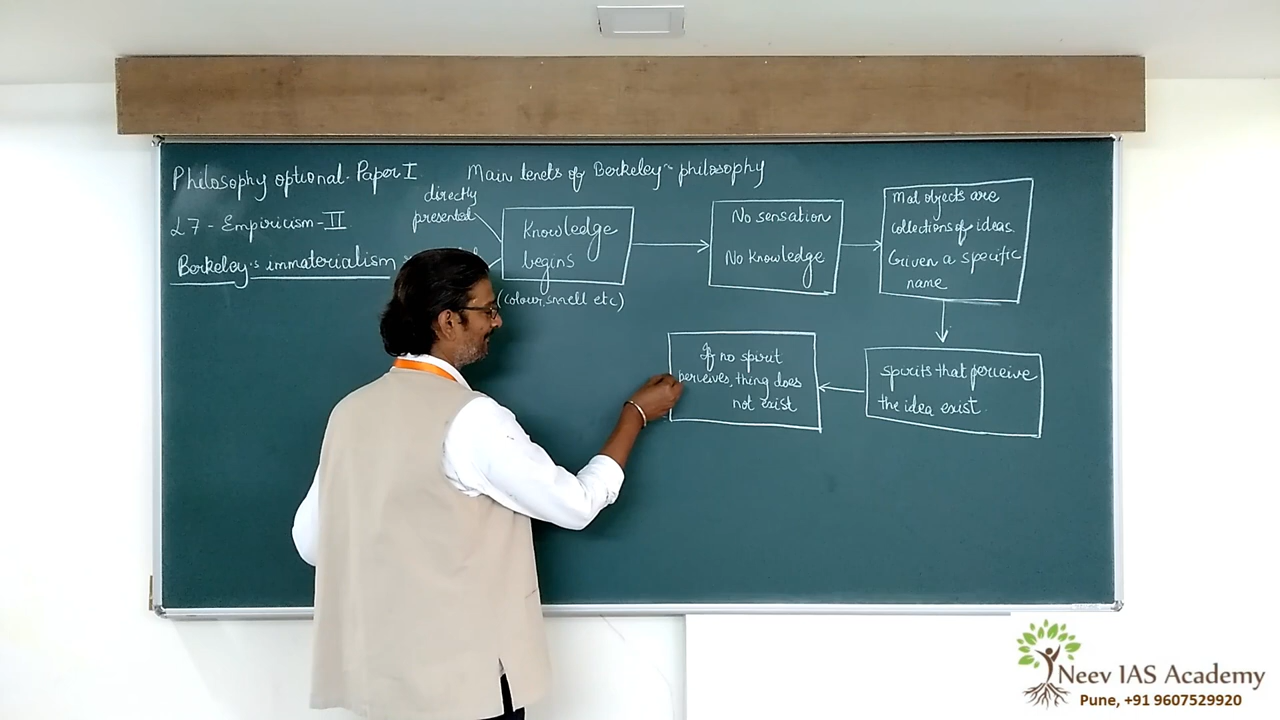 Philosophy optional - Paper I
L7 - Empiricism - II
Berkeley's immaterialism
Main tenets of Berkeley's philosophy
directly
presented
Knowledge
begins
(colour, smell etc)
No sensation
No Knowledge
Mat objects are
collections of ideas.
Given a specific
name
spirits that perceive
the idea exist.
If no spirit
perceives, thing does
not exist
Neev IAS Academy
Pune, +91 9607529920